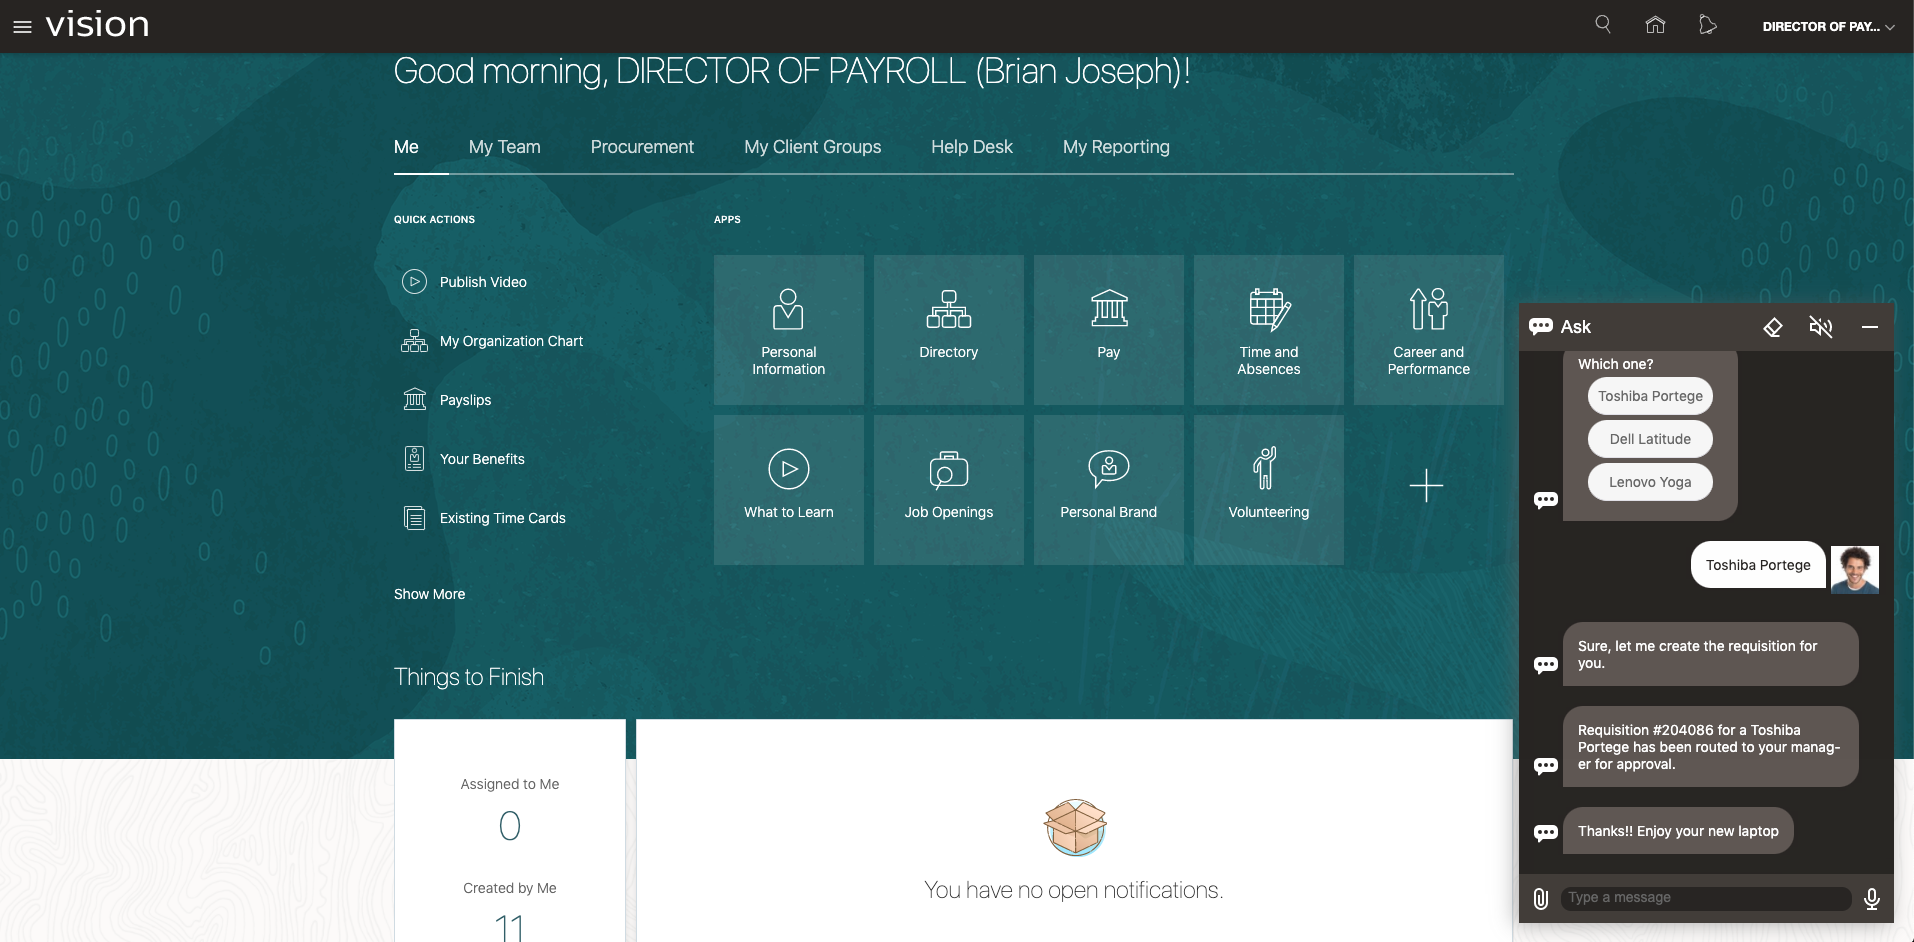 vision
DIRECTOR OF PAY...
Good morning, DIRECTOR OF PAYROLL (Brian Joseph)!
Me
My Team
Procurement
My Client Groups
Help Desk
My Reporting
QUICK ACTIONS
Publish Video
My Organization Chart
Payslips
Your Benefits
Existing Time Cards
Show More
APPS
Personal
Information
Directory
Pay
Time and
Absences
Career and
Performance
What to Learn
Job Openings
Personal Brand
Volunteering
Things to Finish
Assigned to Me
0
Created by Me
11
You have no open notifications.
Ask
Which one?
Toshiba Portege
Dell Latitude
Lenovo Yoga
Toshiba Portege
Sure, let me create the requisition for
you.
Requisition #204086 for a Toshiba
Portege has been routed to your manag-
er for approval.
Thanks!! Enjoy your new laptop
Type a message